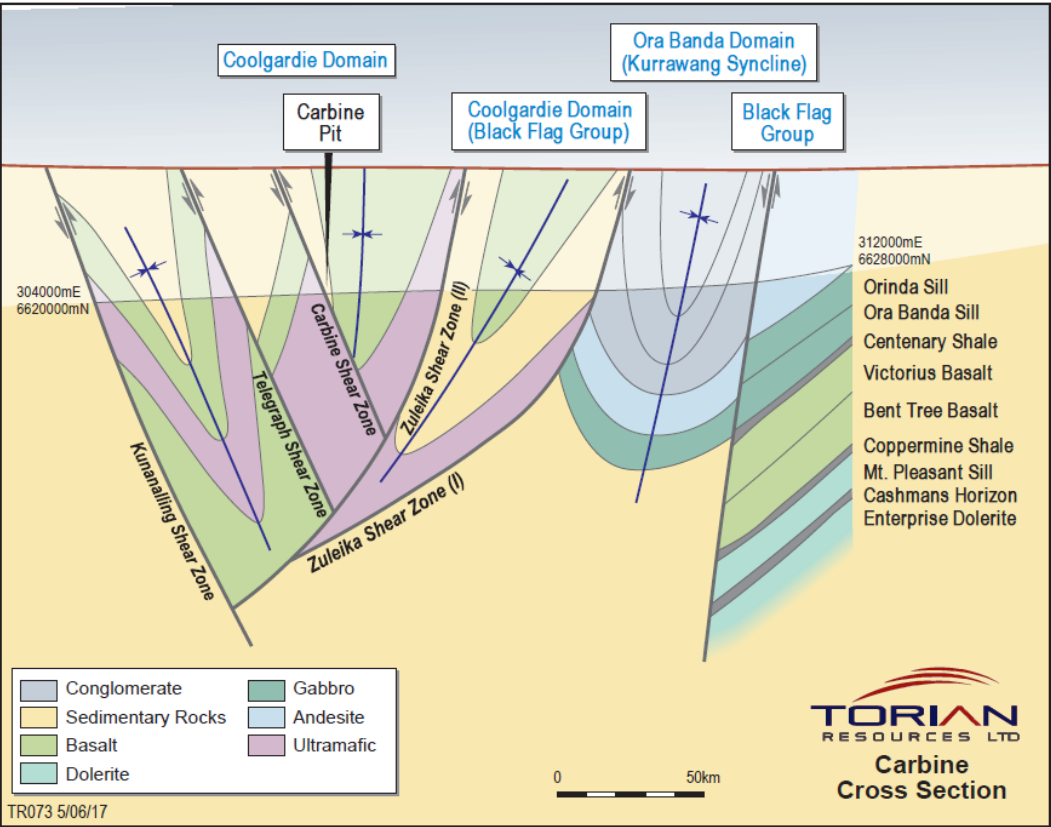 Coolgardie Domain
Carbine
Pit
Coolgardie Domain
(Black Flag Group)
Ora Banda Domain
(Kurrawang Syncline)
Black Flag
Group
304000mE
6620000mN
312000mE
6628000mN
Orinda Sill
Ora Banda Sill
Centenary Shale
Victorius Basalt
Bent Tree Basalt
Coppermine Shale
Mt. Pleasant Sill
Cashmans Horizon
Enterprise Dolerite
Kunanalling Shear Zone
Telegraph Shear Zone
Carbine Shear Zone
Zuleika Shear Zone (II)
Zuleika Shear Zone (I)
Conglomerate
Sedimentary Rocks
Basalt
Dolerite
Gabbro
Andesite
Ultramafic
0 50km
TORIAN
RESOURCES LTD
Carbine
Cross Section
TR073 5/06/17